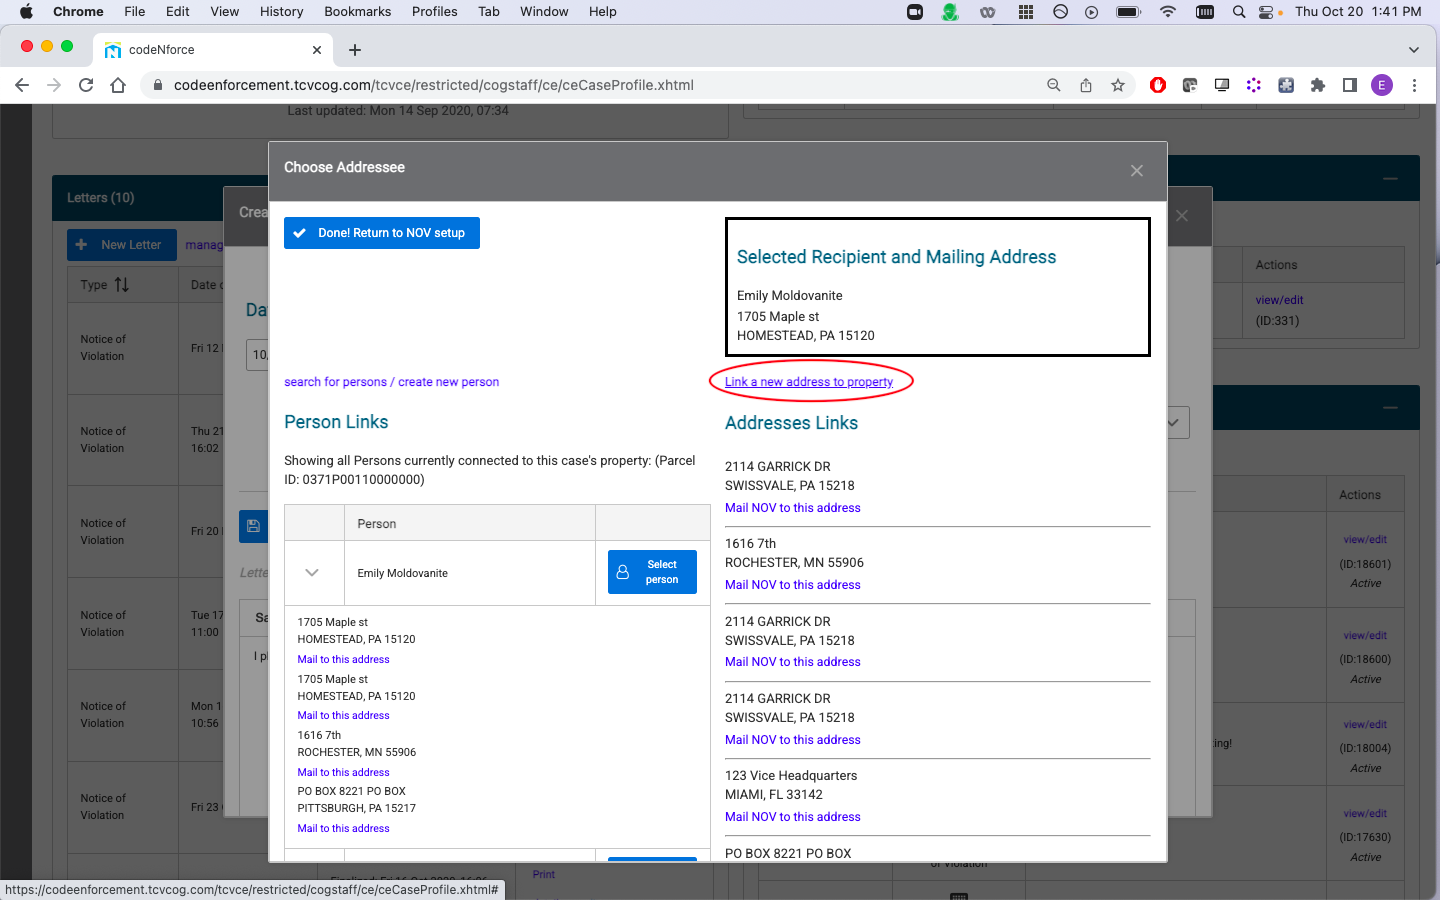 Chrome File Edit View History Bookmarks Profiles Tab Window Help Thu Oct 20 1:41 PM
codeNforce
codeenforcement.tcvcog.com/tcvce/restricted/cogstaff/ce/ceCaseProfile.xhtml
E
Last updated: Mon 14 Sep 2020, 07:34
Letters (10)
New Letter
manag
Type
Date
Notice of
Violation
Fri 12
Notice of
Violation
Thu 21
16:02
Notice of
Violation
Fri 20
Notice of
Violation
Tue 17
11:00
Notice of
Violation
Mon 1
10:56
Notice of
Violation
Fri 23
Crea
Da
10,
Lette
Sa
I pl
Choose Addressee
Done! Return to NOV setup
Selected Recipient and Mailing Address
Emily Moldovanite
1705 Maple st
HOMESTEAD, PA 15120
search for persons / create new person
Link a new address to property
Person Links
Showing all Persons currently connected to this case's property: (Parcel
ID: 0371P00110000000)
Person
Emily Moldovanite
Select
person
1705 Maple st
HOMESTEAD, PA 15120
Mail to this address
1705 Maple st
HOMESTEAD, PA 15120
Mail to this address
1616 7th
ROCHESTER, MN 55906
Mail to this address
PO BOX 8221 PO BOX
PITTSBURGH, PA 15217
Mail to this address
Addresses Links
2114 GARRICK DR
SWISSVALE, PA 15218
Mail NOV to this address
1616 7th
ROCHESTER, MN 55906
Mail NOV to this address
2114 GARRICK DR
SWISSVALE, PA 15218
Mail NOV to this address
2114 GARRICK DR
SWISSVALE, PA 15218
Mail NOV to this address
123 Vice Headquarters
MIAMI, FL 33142
Mail NOV to this address
PO BOX 8221 PO BOX
Actions
view/edit
(ID:331)
Actions
view/edit
(ID:18601)
Active
view/edit
(ID:18600)
Active
view/edit
ting!
(ID:18004)
Active
view/edit
(ID:17630)
Active
of Violation
Print
https://codeenforcement.tcvcog.com/tcvce/restricted/cogstaff/ce/ceCaseProfile.xhtml#